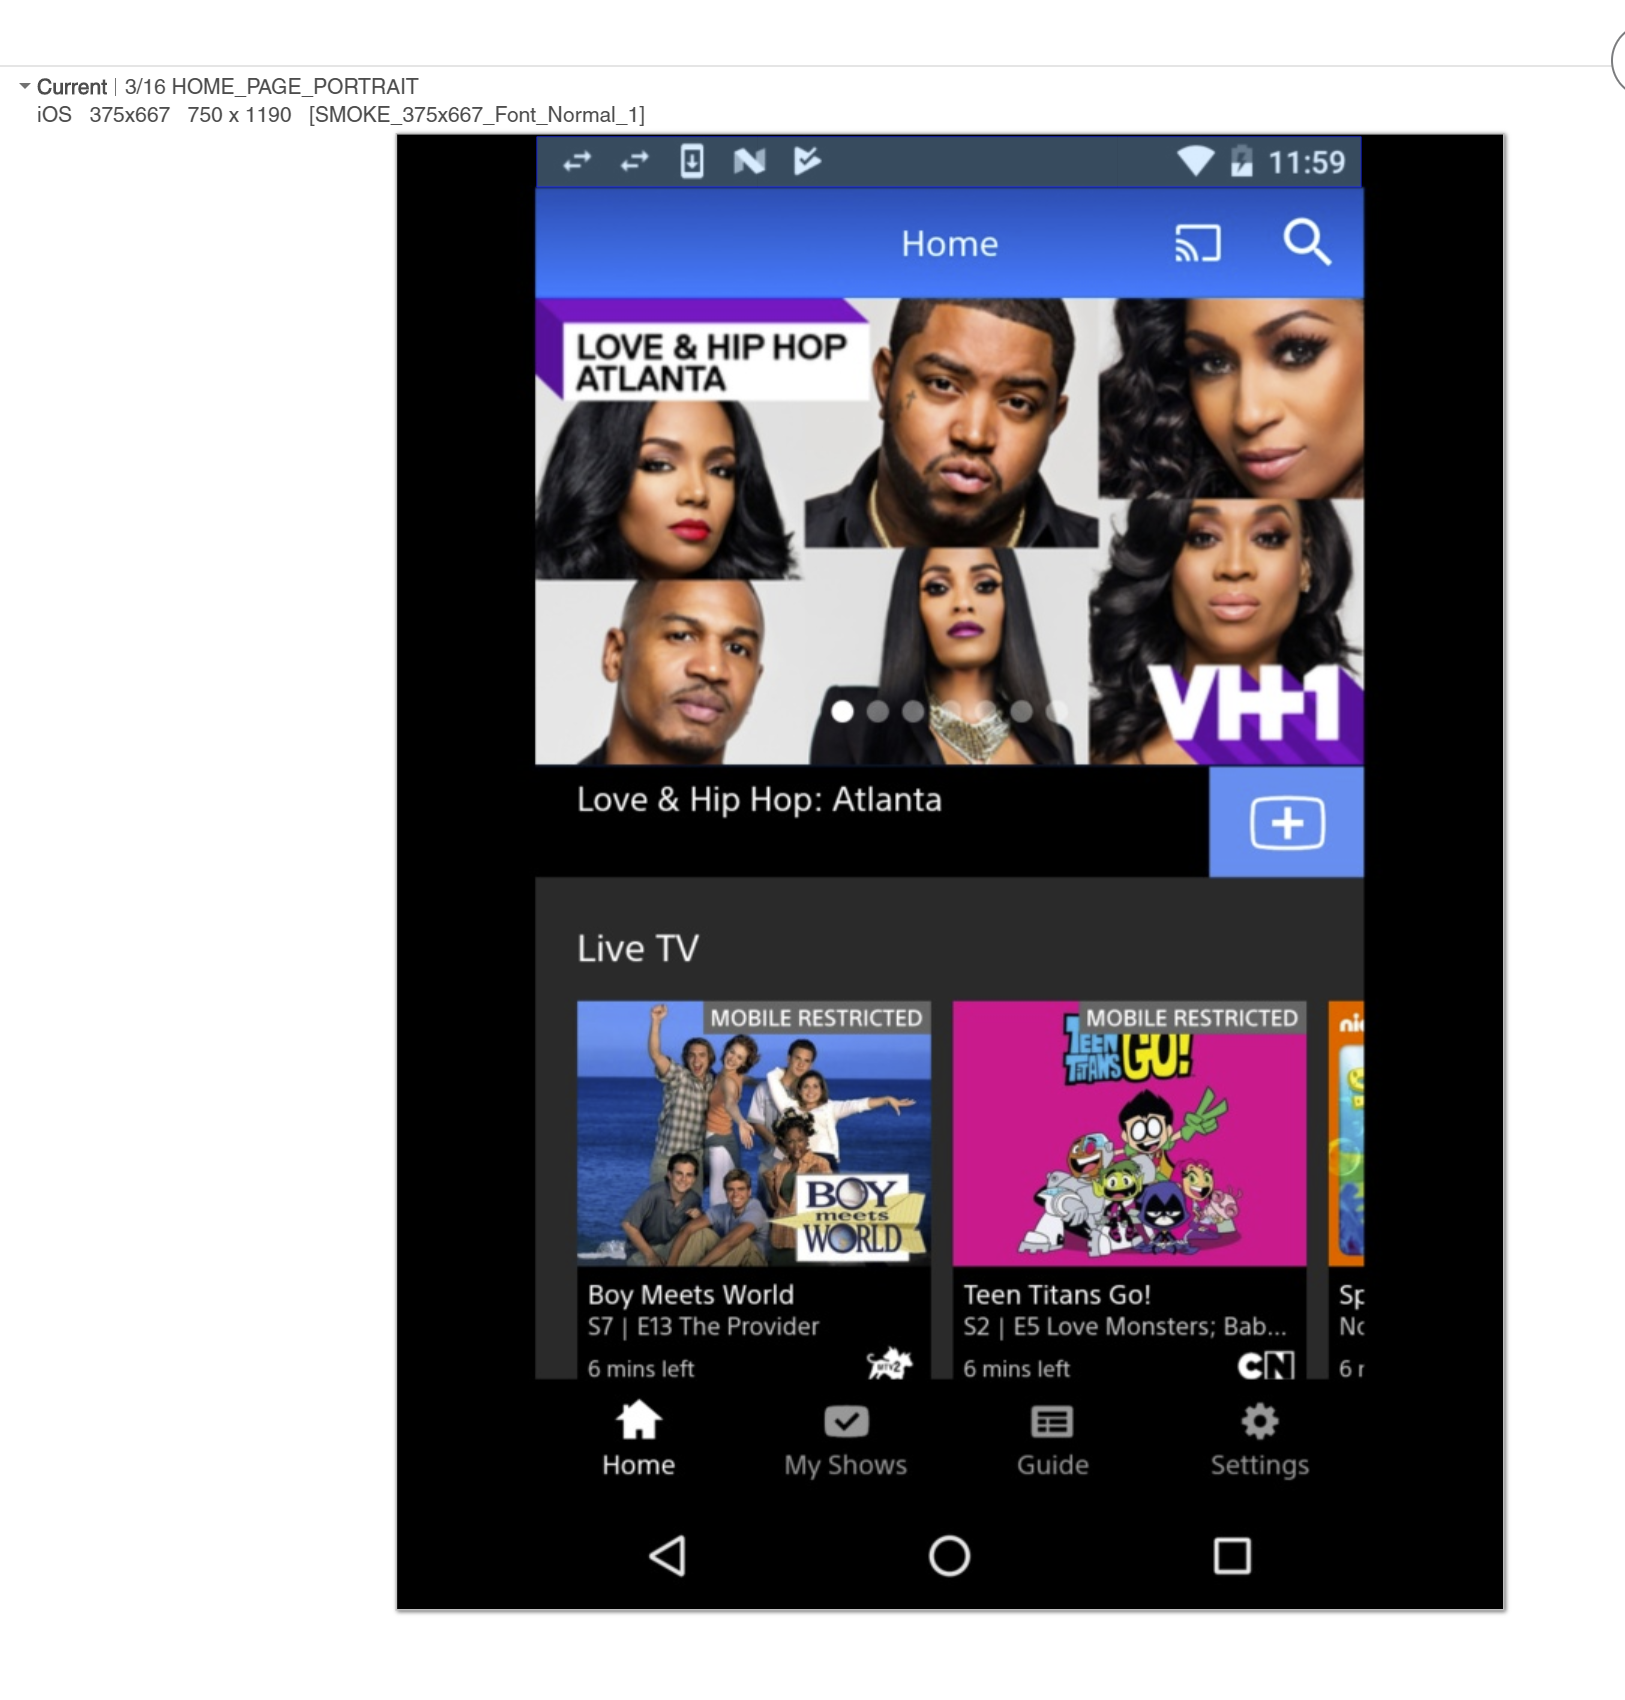 Current | 3/16 HOME_PAGE_PORTRAIT
iOS 375x667 750 x 1190 [SMOKE_375x667_Font_Normal_1]
11:59
Home
LOVE & HIP HOP
ATLANTA
VH1
Love & Hip Hop: Atlanta
Live TV
MOBILE RESTRICTED
MOBILE RESTRICTED
TEEN
TITANS
GO!
nic
BOY
meets
WORLD
Boy Meets World
Teen Titans Go!
Sp
S7 | E13 The Provider
S2 | E5 Love Monsters; Bab...
No
6 mins left
MTV2
6 mins left
CN
6 r
Home
My Shows
Guide
Settings